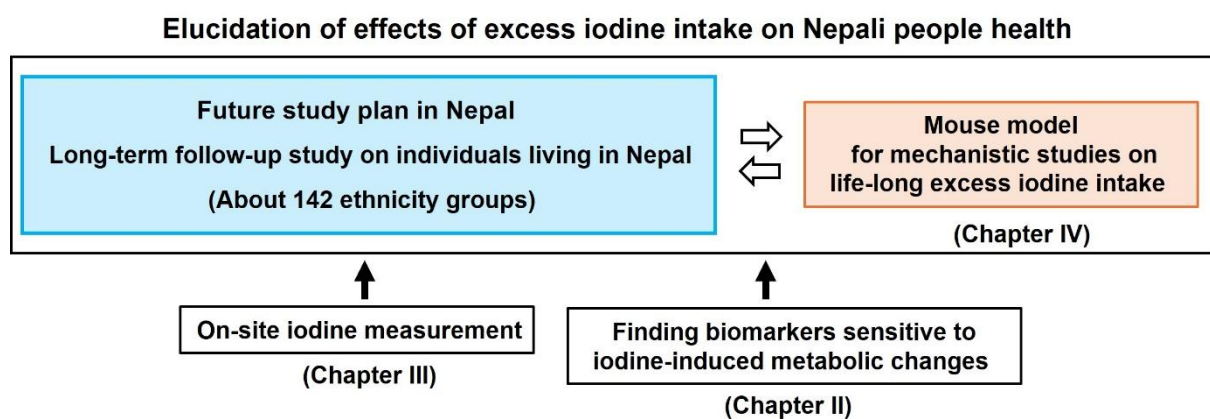 Elucidation of effects of excess iodine intake on Nepali people health
Future study plan in Nepal
Long-term follow-up study on individuals living in Nepal
(About 142 ethnicity groups)
Mouse model
for mechanistic studies on
life-long excess iodine intake
(Chapter IV)
On-site iodine measurement
(Chapter III)
Finding biomarkers sensitive to
iodine-induced metabolic changes
(Chapter II)